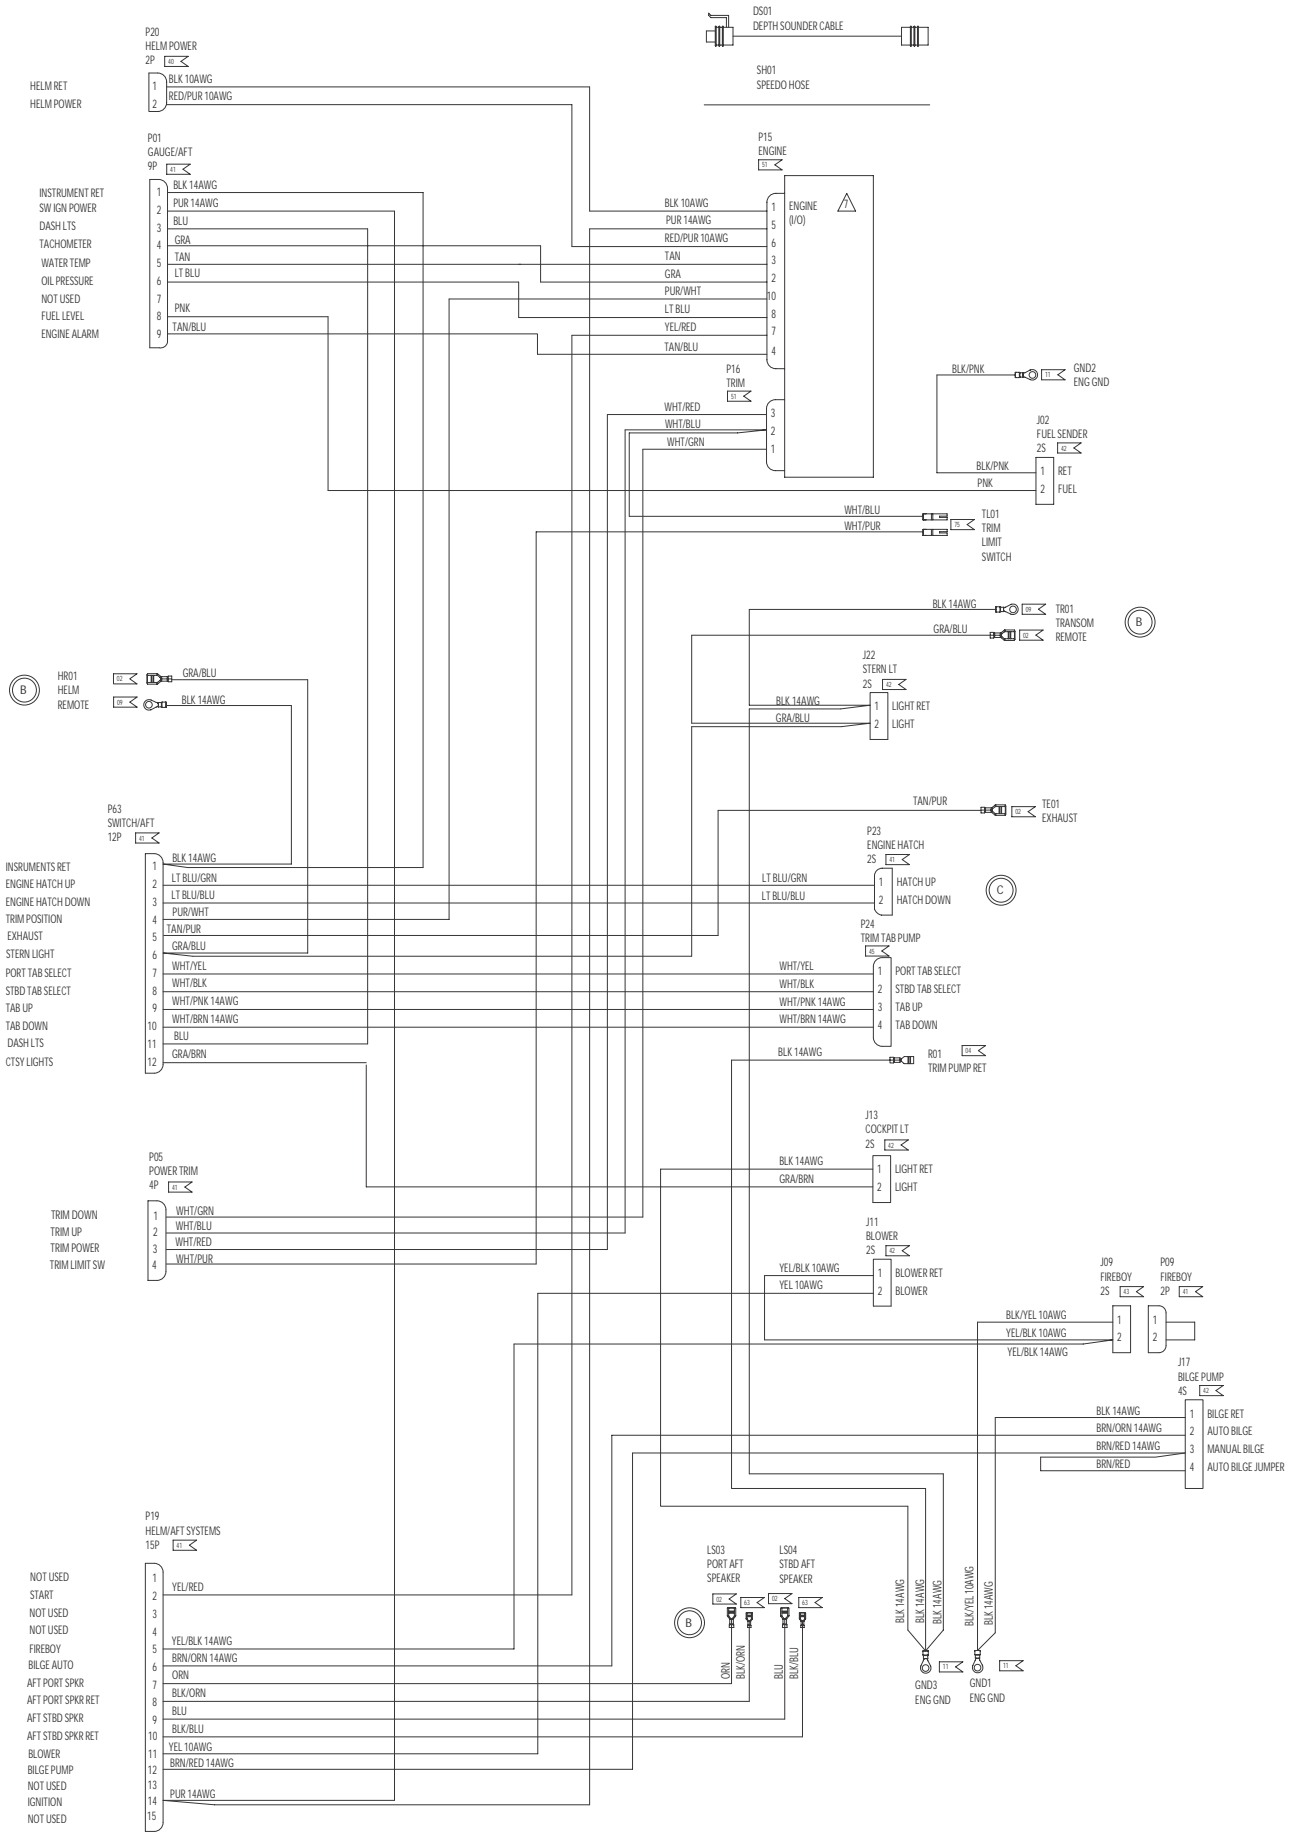 P20
HELM POWER
2P 40
HELM RET
HELM POWER
1
2
BLK 10AWG
RED/PUR 10AWG
DS01
DEPTH SOUNDER CABLE
SH01
SPEEDO HOSE
P01
GAUGE/AFT
9P 41
INSTRUMENT RET 1 BLK 14AWG
SW IGN POWER 2 PUR 14AWG
DASH LTS 3 BLU
TACHOMETER 4 GRA
WATER TEMP 5 TAN
OIL PRESSURE 6 LT BLU
NOT USED 7
FUEL LEVEL 8 PNK
ENGINE ALARM 9 TAN/BLU
P15
ENGINE
51
BLK 10AWG 1 ENGINE
(I/O)
7
PUR 14AWG 5
RED/PUR 10AWG 6
TAN 3
GRA 2
PUR/WHT 10
LT BLU 8
YEL/RED 7
TAN/BLU 4
P16
TRIM
51
WHT/RED 3
WHT/BLU 2
WHT/GRN 1
BLK/PNK 11 GND2
ENG GND
J02
FUEL SENDER
2S 42
BLK/PNK 1 RET
PNK 2 FUEL
WHT/BLU
WHT/PUR
75
TL01
TRIM
LIMIT
SWITCH
BLK 14AWG 09 TR01
TRANSOM
REMOTE
GRA/BLU 02
B
B
HR01
HELM
REMOTE
02 GRA/BLU
09 BLK 14AWG
J22
STERN LT
2S 42
BLK 14AWG 1 LIGHT RET
GRA/BLU 2 LIGHT
TAN/PUR 02 TE01
EXHAUST
P63
SWITCH/AFT
12P 41
INSRUMENTS RET 1 BLK 14AWG
ENGINE HATCH UP 2 LT BLU/GRN
ENGINE HATCH DOWN 3 LT BLU/BLU
TRIM POSITION 4 PUR/WHT
EXHAUST 5 TAN/PUR
STERN LIGHT 6 GRA/BLU
PORT TAB SELECT 7 WHT/YEL
STBD TAB SELECT 8 WHT/BLK
TAB UP 9 WHT/PNK 14AWG
TAB DOWN 10 WHT/BRN 14AWG
DASH LTS 11 BLU
CTSY LIGHTS 12 GRA/BRN
P23
ENGINE HATCH
2S 41
LT BLU/GRN 1 HATCH UP
LT BLU/BLU 2 HATCH DOWN
C
P24
TRIM TAB PUMP
45
WHT/YEL 1 PORT TAB SELECT
WHT/BLK 2 STBD TAB SELECT
WHT/PNK 14AWG 3 TAB UP
WHT/BRN 14AWG 4 TAB DOWN
BLK 14AWG R01 04
TRIM PUMP RET
J13
COCKPIT LT
2S 42
BLK 14AWG 1 LIGHT RET
GRA/BRN 2 LIGHT
P05
POWER TRIM
4P 41
TRIM DOWN 1 WHT/GRN
TRIM UP 2 WHT/BLU
TRIM POWER 3 WHT/RED
TRIM LIMIT SW 4 WHT/PUR
J11
BLOWER
2S 42
YEL/BLK 10AWG 1 BLOWER RET
YEL 10AWG 2 BLOWER
J09
FIREBOY
2S 43
P09
FIREBOY
2P 41
BLK/YEL 10AWG 1 1
YEL/BLK 10AWG 2 2
YEL/BLK 14AWG
J17
BILGE PUMP
4S 42
BLK 14AWG 1 BILGE RET
BRN/ORN 14AWG 2 AUTO BILGE
BRN/RED 14AWG 3 MANUAL BILGE
BRN/RED 4 AUTO BILGE JUMPER
P19
HELM/AFT SYSTEMS
15P 41
NOT USED 1
START 2 YEL/RED
NOT USED 3
NOT USED 4
FIREBOY 5 YEL/BLK 14AWG
BILGE AUTO 6 BRN/ORN 14AWG
AFT PORT SPKR 7 ORN
AFT PORT SPKR RET 8 BLK/ORN
AFT STBD SPKR 9 BLU
AFT STBD SPKR RET 10 BLK/BLU
BLOWER 11 YEL 10AWG
BILGE PUMP 12 BRN/RED 14AWG
NOT USED 13
IGNITION 14 PUR 14AWG
NOT USED 15
LS03
PORT AFT
SPEAKER
02 63
LS04
STBD AFT
SPEAKER
02 63
B
ORN
BLK/ORN
BLU
BLK/BLU
BLK 14AWG
BLK 14AWG
BLK 14AWG
BLK/YEL 10AWG
BLK 14AWG
11
GND3
ENG GND
11
GND1
ENG GND